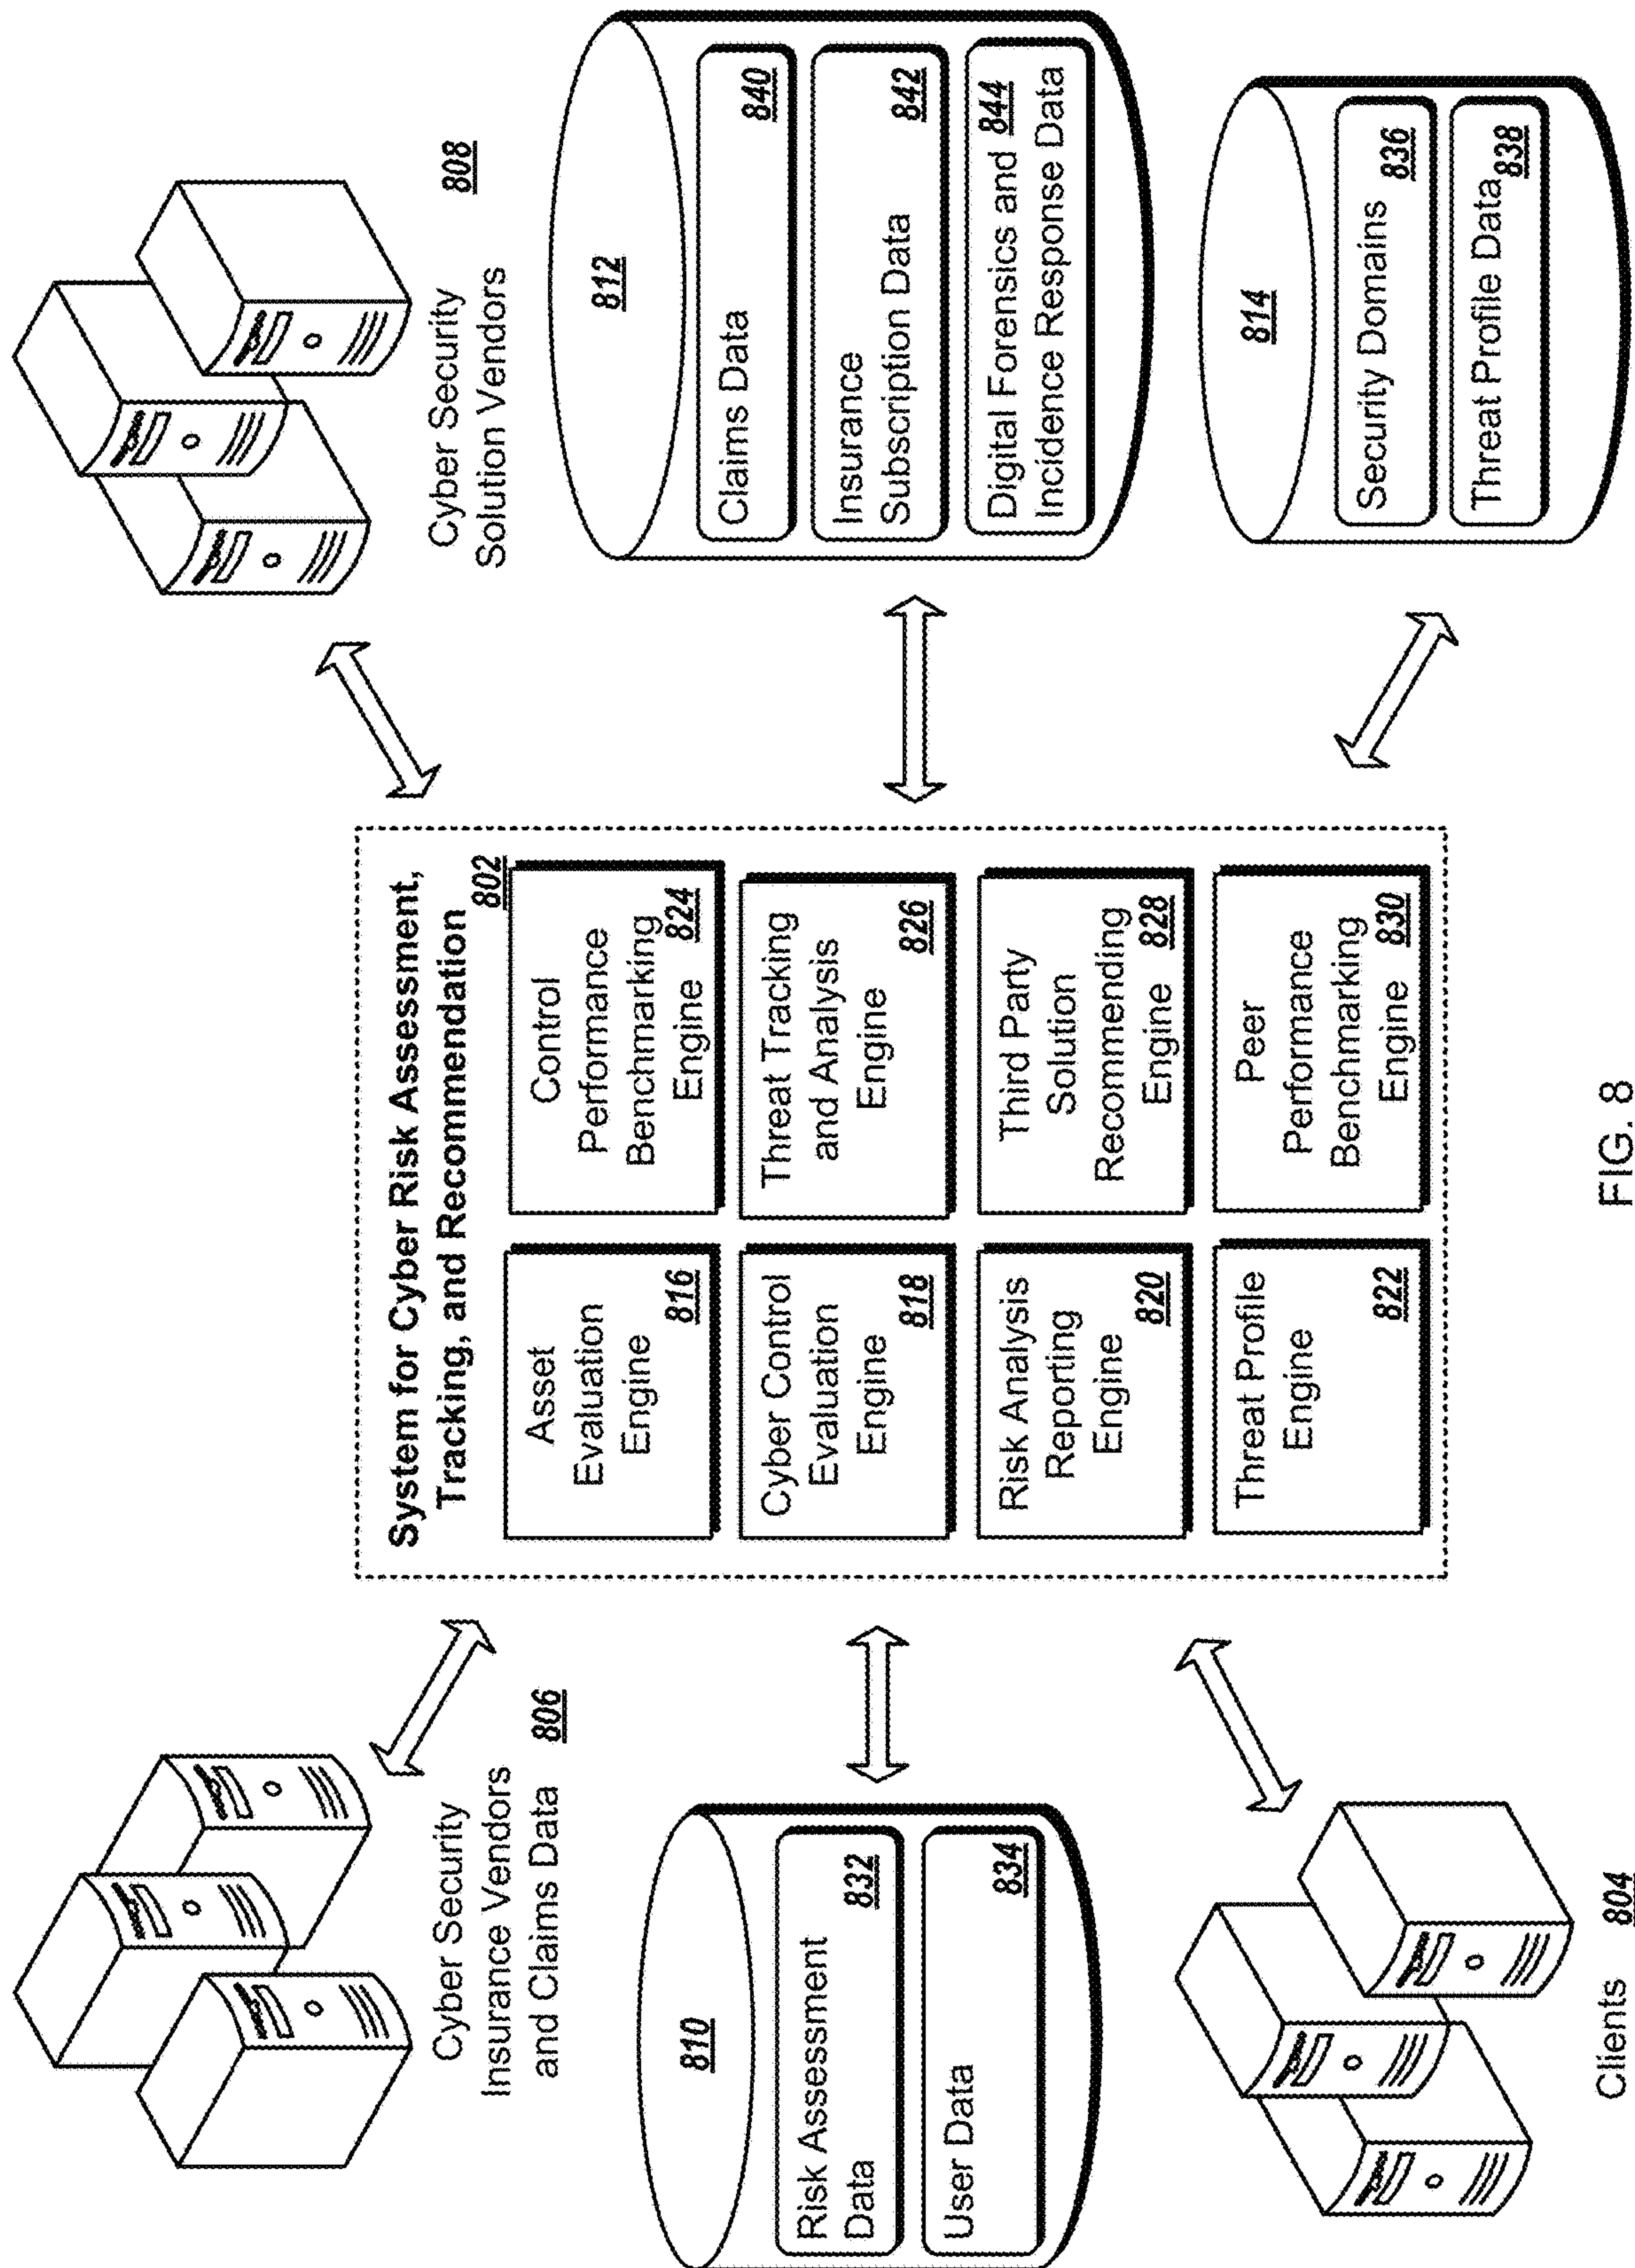 Cyber Security
Insurance Vendors
and Claims Data 806
810
Risk Assessment
Data 832
User Data
834
Clients 804
System for Cyber Risk Assessment,
Tracking, and Recommendation
802
Asset
Evaluation
Engine 816
Cyber Control
Evaluation
Engine 818
Risk Analysis
Reporting
Engine 820
Threat Profile
Engine
822
Control
Performance
Benchmarking
Engine 824
Threat Tracking
and Analysis
Engine 826
Third Party
Solution
Recommending
Engine 828
Peer
Performance
Benchmarking
Engine 830
Cyber Security
Solution Vendors
808
812
Claims Data
840
Insurance
Subscription Data 842
Digital Forensics and 844
Incidence Response Data
814
Security Domains
836
Threat Profile Data 838
FIG. 8